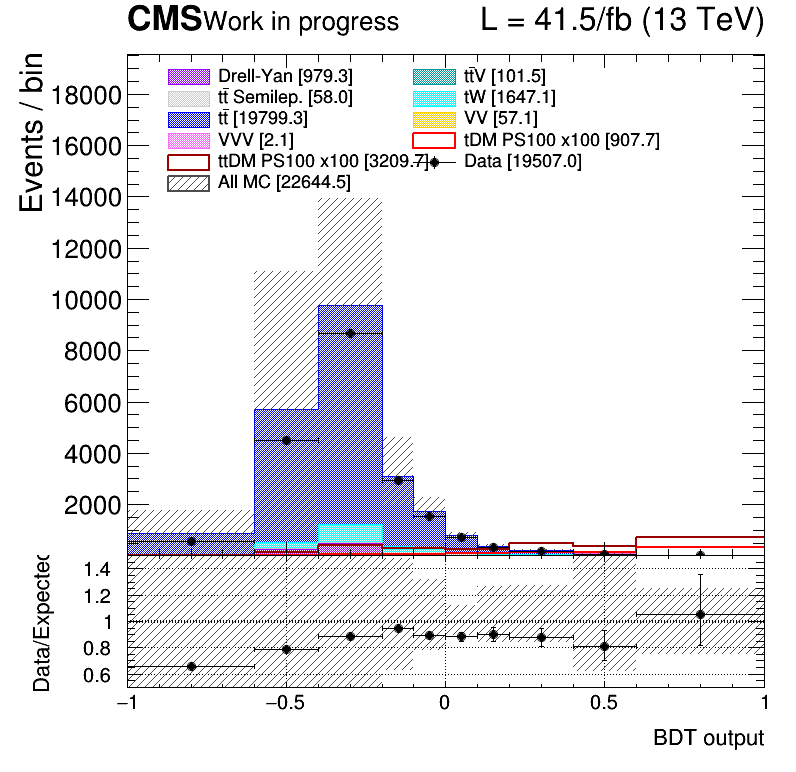 CMS Work in progress L = 41.5/fb (13 TeV)
Events / bin
Drell-Yan [979.3] tt̄V [101.5]
tt̄ Semilep. [58.0] tW [1647.1]
tt̄ [19799.3] VV [57.1]
VVV [2.1] tDM PS100 x100 [907.7]
ttDM PS100 x100 [3209.7] Data [19507.0]
All MC [22644.5]
18000
16000
14000
12000
10000
8000
6000
4000
2000
Data/Expected
1.4
1.2
1
0.8
0.6
−1 −0.5 0 0.5 1
BDT output